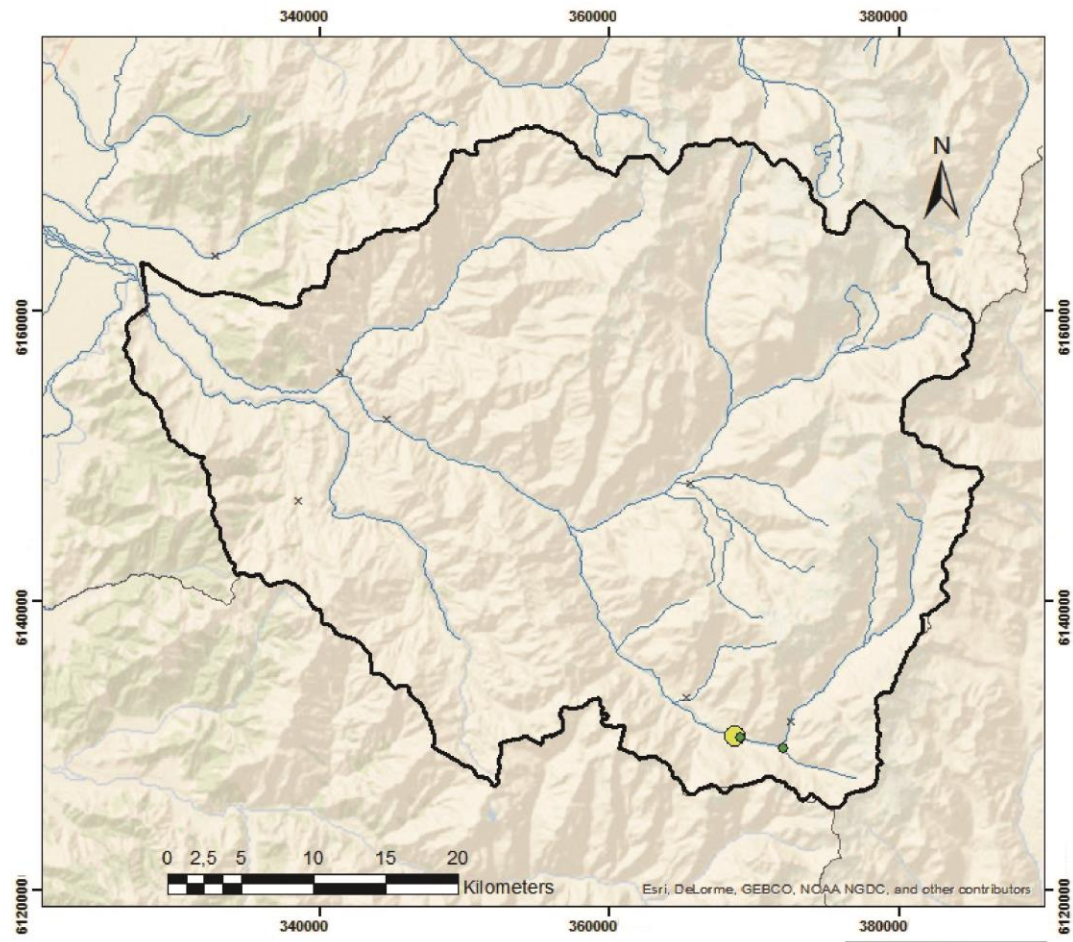 340000 360000 380000
N
6160000 6160000
6140000 6140000
0 2,5 5 10 15 20
Kilometers
Esri, DeLorme, GEBCO, NOAA NGDC, and other contributors
6120000 6120000
340000 360000 380000